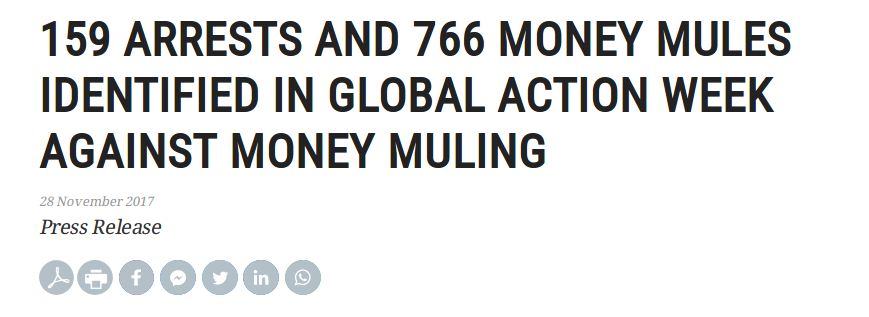 159 ARRESTS AND 766 MONEY MULES
IDENTIFIED IN GLOBAL ACTION WEEK
AGAINST MONEY MULING
28 November 2017
Press Release
in